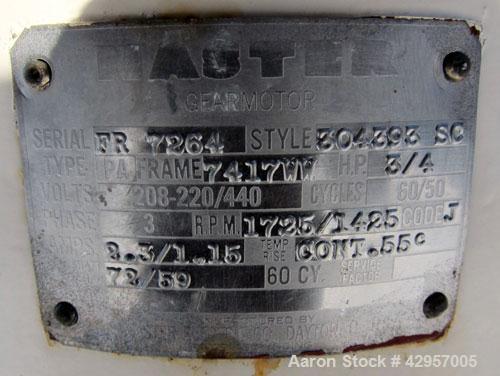 MASTER
GEARMOTOR
SERIAL FR 7264 STYLE 304393 SC
TYPE PA FRAME 7417WW H.P. 3/4
VOLTS 208-220/440 CYCLES 60/50
PHASE 3 R.P.M. 1725/1425 CODE J
2.3/1.15 TEMP RISE CONT.55°
72/59 60 CY. SERVICE FACTOR
DAYTON, O.
Aaron Stock # 42957005